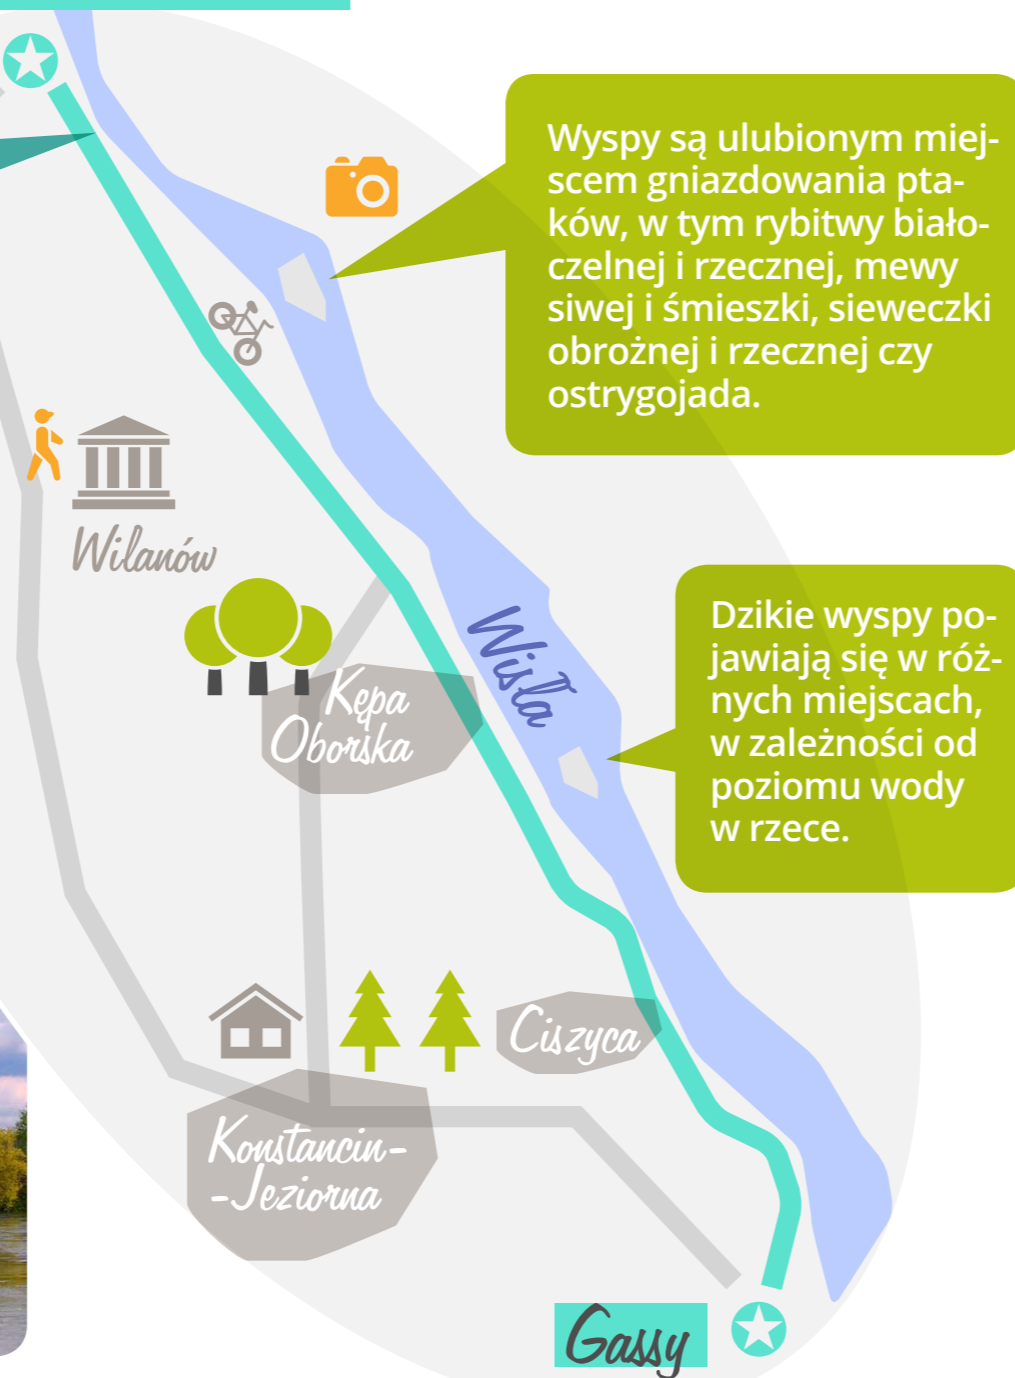 Wyspy są ulubionym miej-
scem gniazdowania pta-
ków, w tym rybitwy biało-
czelnej i rzecznej, mewy
siwej i śmieszki, sieweczki
obrożnej i rzecznej czy
ostrygojada.
Wilanów
Wisła
Dzikie wyspy po-
jawiają się w róż-
nych miejscach,
w zależności od
poziomu wody
w rzece.
Kępa
Oborska
Ciszyca
Konstancin-
-Jeziorna
Gassy